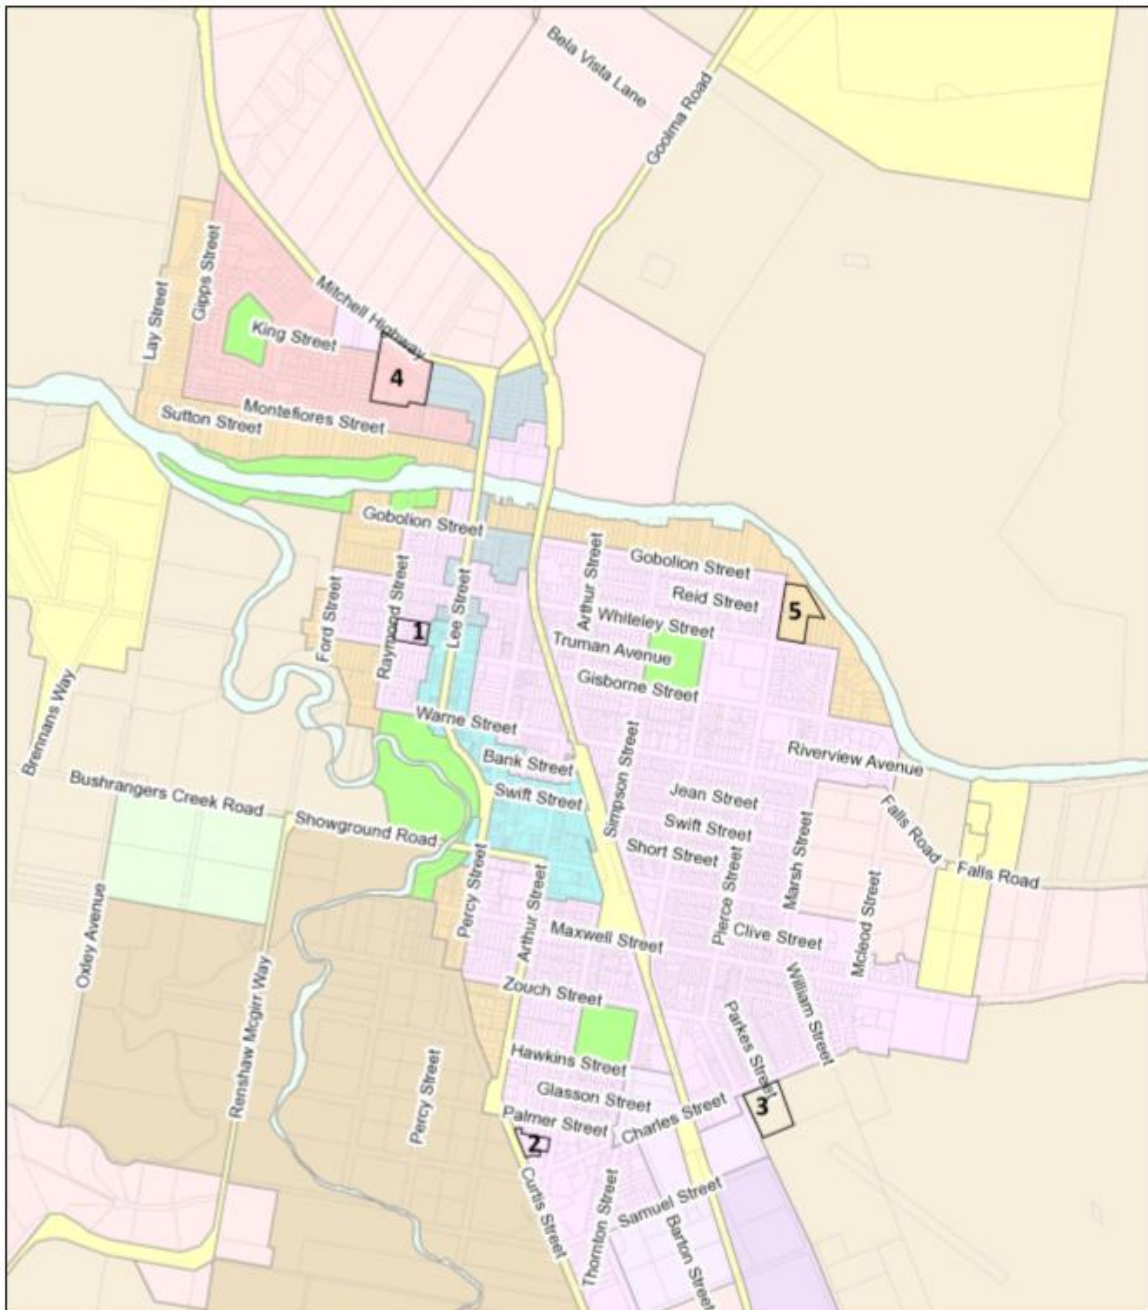 Bela Vista Lane
Goolma Road
Gipps Street
Lay Street
Mitchell Highway
King Street
4
Montefiores Street
Sutton Street
Gobolion Street
Arthur Street
Gobolion Street
Reid Street
5
Whiteley Street
Truman Avenue
Gisborne Street
Ford Street
Raymond Street
Lee Street
1
Brennans Way
Warne Street
Bank Street
Swift Street
Simpson Street
Riverview Avenue
Jean Street
Swift Street
Short Street
Bushrangers Creek Road
Showground Road
Falls Road
Falls Road
Marsh Street
Pierce Street
Mcleod Street
Percy Street
Arthur Street
Oxley Avenue
Maxwell Street
Clive Street
Renshaw Mcgirr Way
Zouch Street
William Street
Parkes Street
Percy Street
Hawkins Street
Glasson Street
Palmer Street
Charles Street
3
2
Curtis Street
Thornton Street
Samuel Street
Barton Street